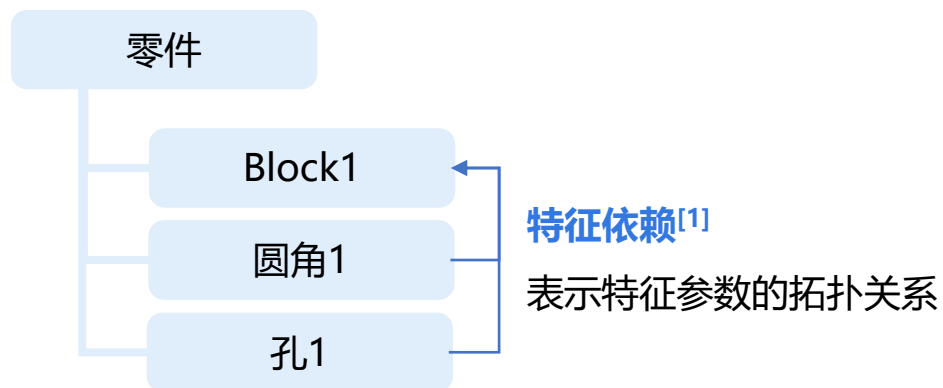 零件
Block1
圆角1
孔1
特征依赖[1]
表示特征参数的拓扑关系